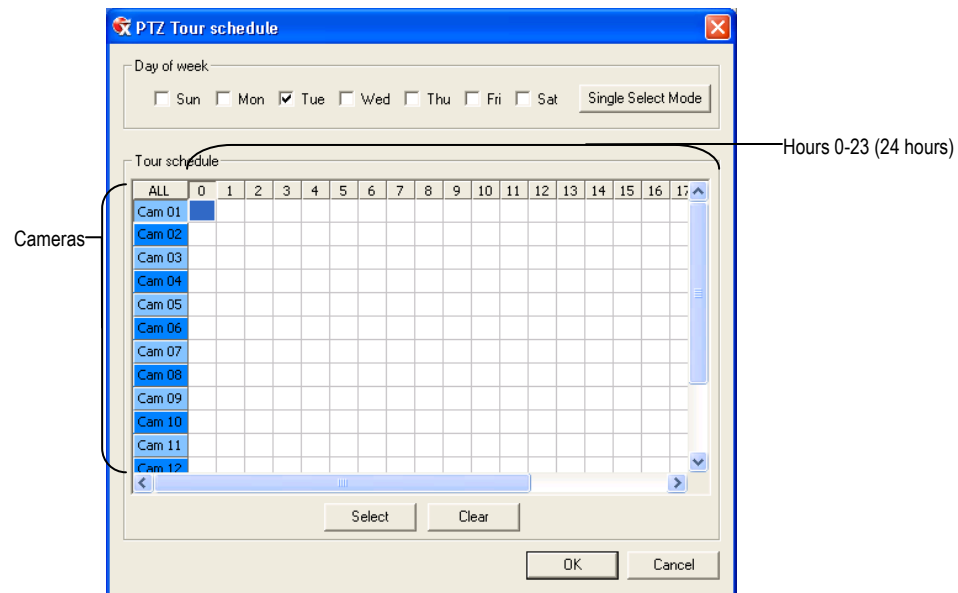 PTZ Tour schedule
Day of week
Sun Mon Tue Wed Thu Fri Sat Single Select Mode
Hours 0-23 (24 hours)
Tour schedule
ALL 0 1 2 3 4 5 6 7 8 9 10 11 12 13 14 15 16 17
Cam 01
Cameras
Cam 02
Cam 03
Cam 04
Cam 05
Cam 06
Cam 07
Cam 08
Cam 09
Cam 10
Cam 11
Cam 12
Select Clear
OK Cancel